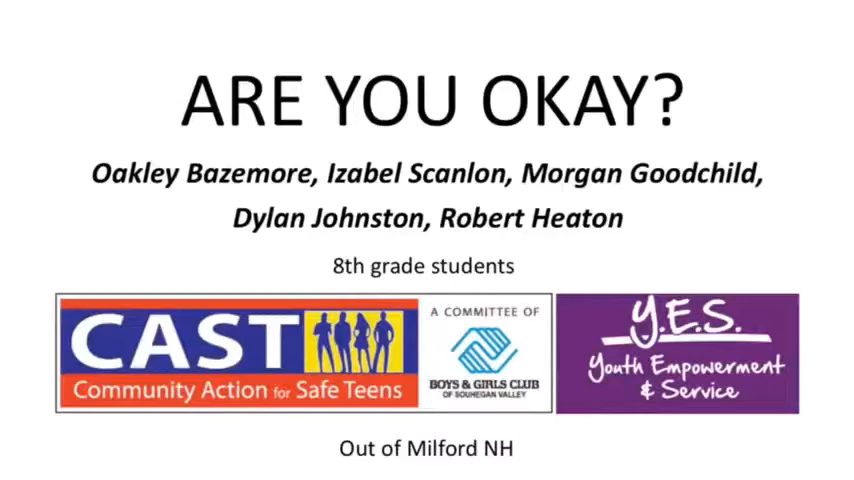 ARE YOU OKAY?
Oakley Bazemore, Izabel Scanlon, Morgan Goodchild,
Dylan Johnston, Robert Heaton
8th grade students
CAST
Community Action for Safe Teens
A COMMITTEE OF
BOYS & GIRLS CLUB
OF SOUHEGAN VALLEY
Y.E.S.
Youth Empowerment
& Service
Out of Milford NH